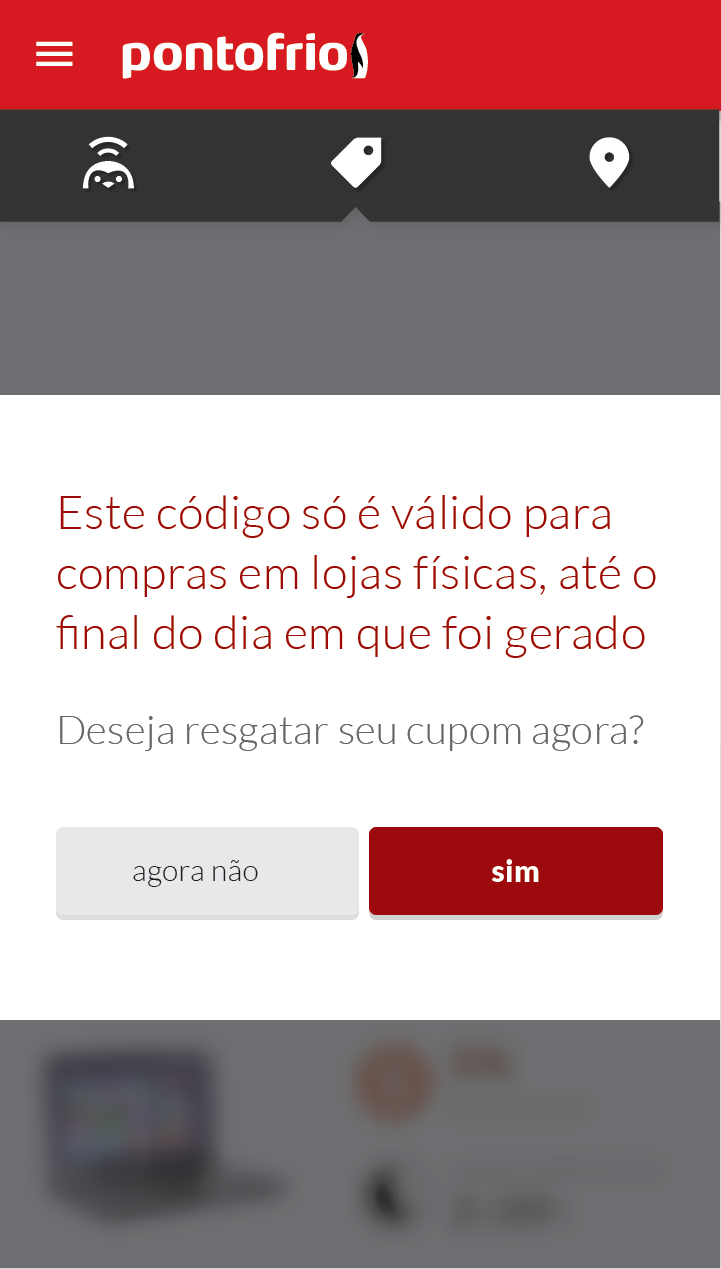 pontofrio
Este código só é válido para
compras em lojas físicas, até o
final do dia em que foi gerado
Deseja resgatar seu cupom agora?
agora não
sim